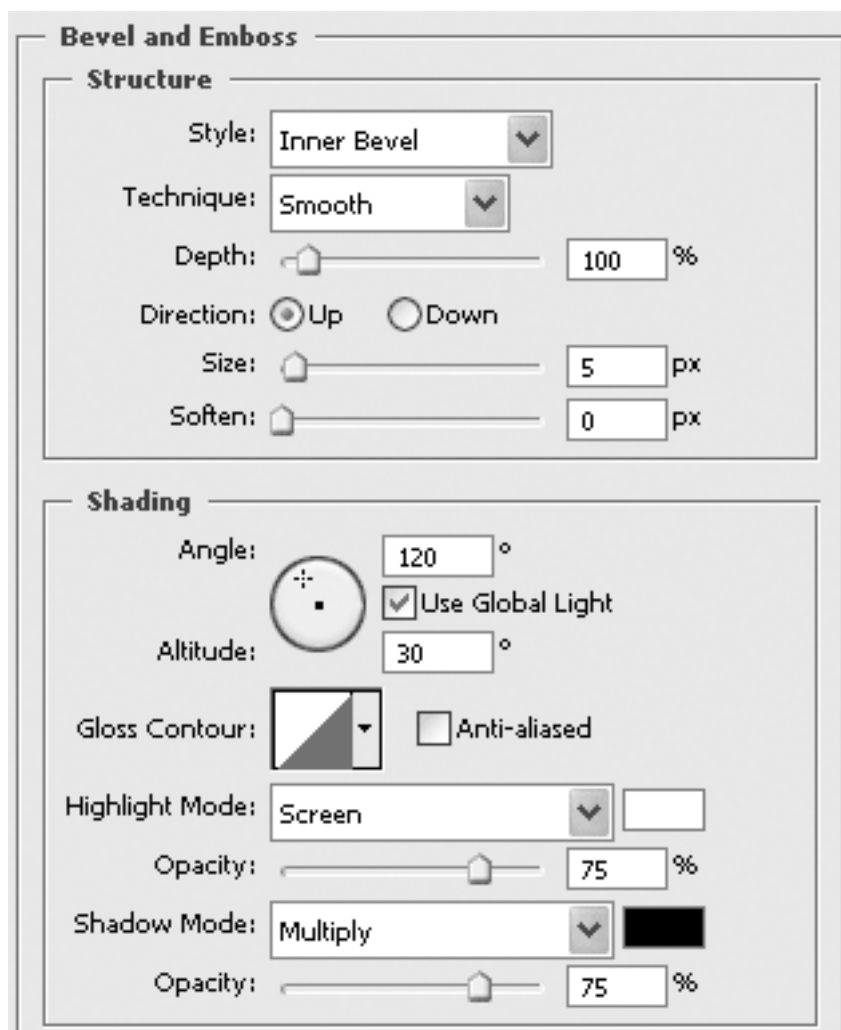 Bevel and Emboss
Structure
Style: Inner Bevel
Technique: Smooth
Depth: 100 %
Direction: Up Down
Size: 5 px
Soften: 0 px
Shading
Angle: 120 °
Use Global Light
Altitude: 30 °
Gloss Contour: Anti-aliased
Highlight Mode: Screen
Opacity: 75 %
Shadow Mode: Multiply
Opacity: 75 %